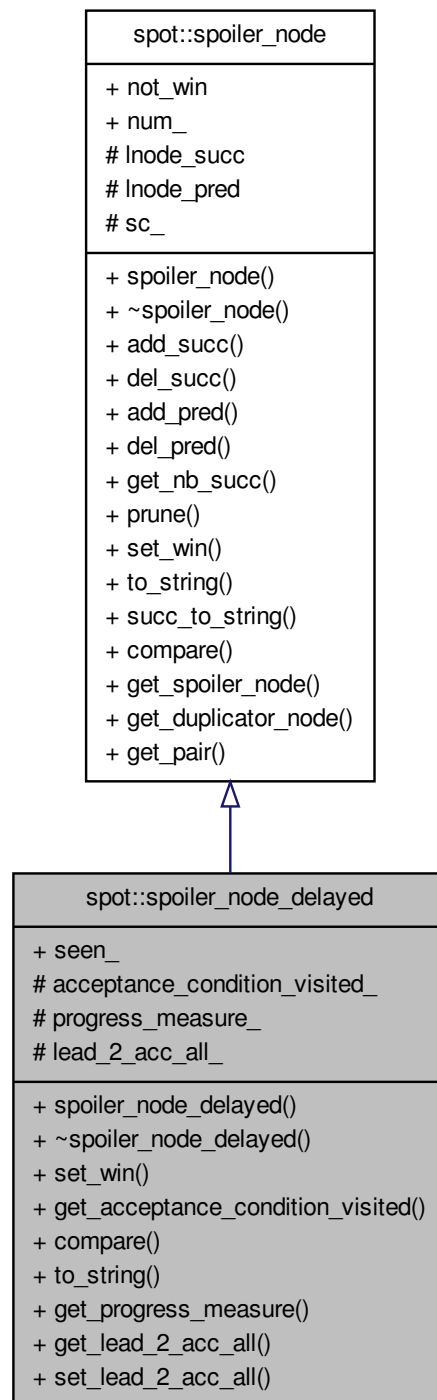 spot::spoiler_node
+ not_win
+ num_
# lnode_succ
# lnode_pred
# sc_
+ spoiler_node()
+ ~spoiler_node()
+ add_succ()
+ del_succ()
+ add_pred()
+ del_pred()
+ get_nb_succ()
+ prune()
+ set_win()
+ to_string()
+ succ_to_string()
+ compare()
+ get_spoiler_node()
+ get_duplicator_node()
+ get_pair()
spot::spoiler_node_delayed
+ seen_
# acceptance_condition_visited_
# progress_measure_
# lead_2_acc_all_
+ spoiler_node_delayed()
+ ~spoiler_node_delayed()
+ set_win()
+ get_acceptance_condition_visited()
+ compare()
+ to_string()
+ get_progress_measure()
+ get_lead_2_acc_all()
+ set_lead_2_acc_all()